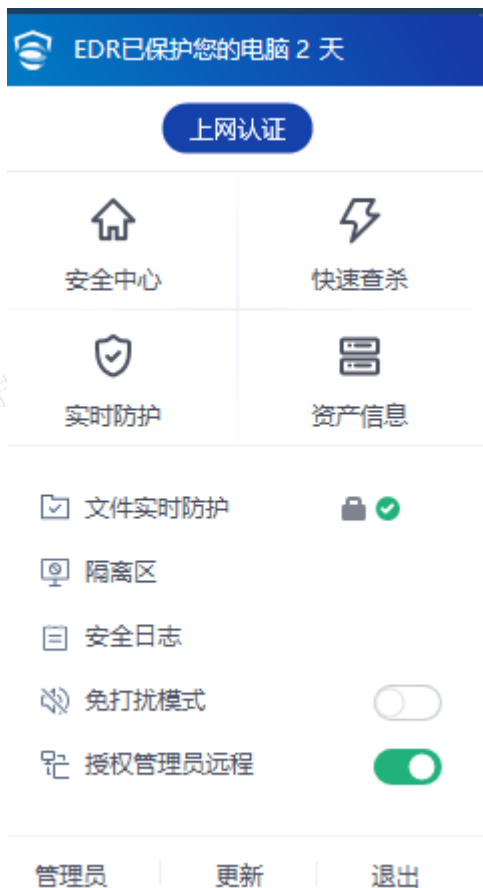 EDR已保护您的电脑 2 天
上网认证
安全中心 快速查杀
实时防护 资产信息
文件实时防护
隔离区
安全日志
免打扰模式
授权管理员远程
管理员 更新 退出